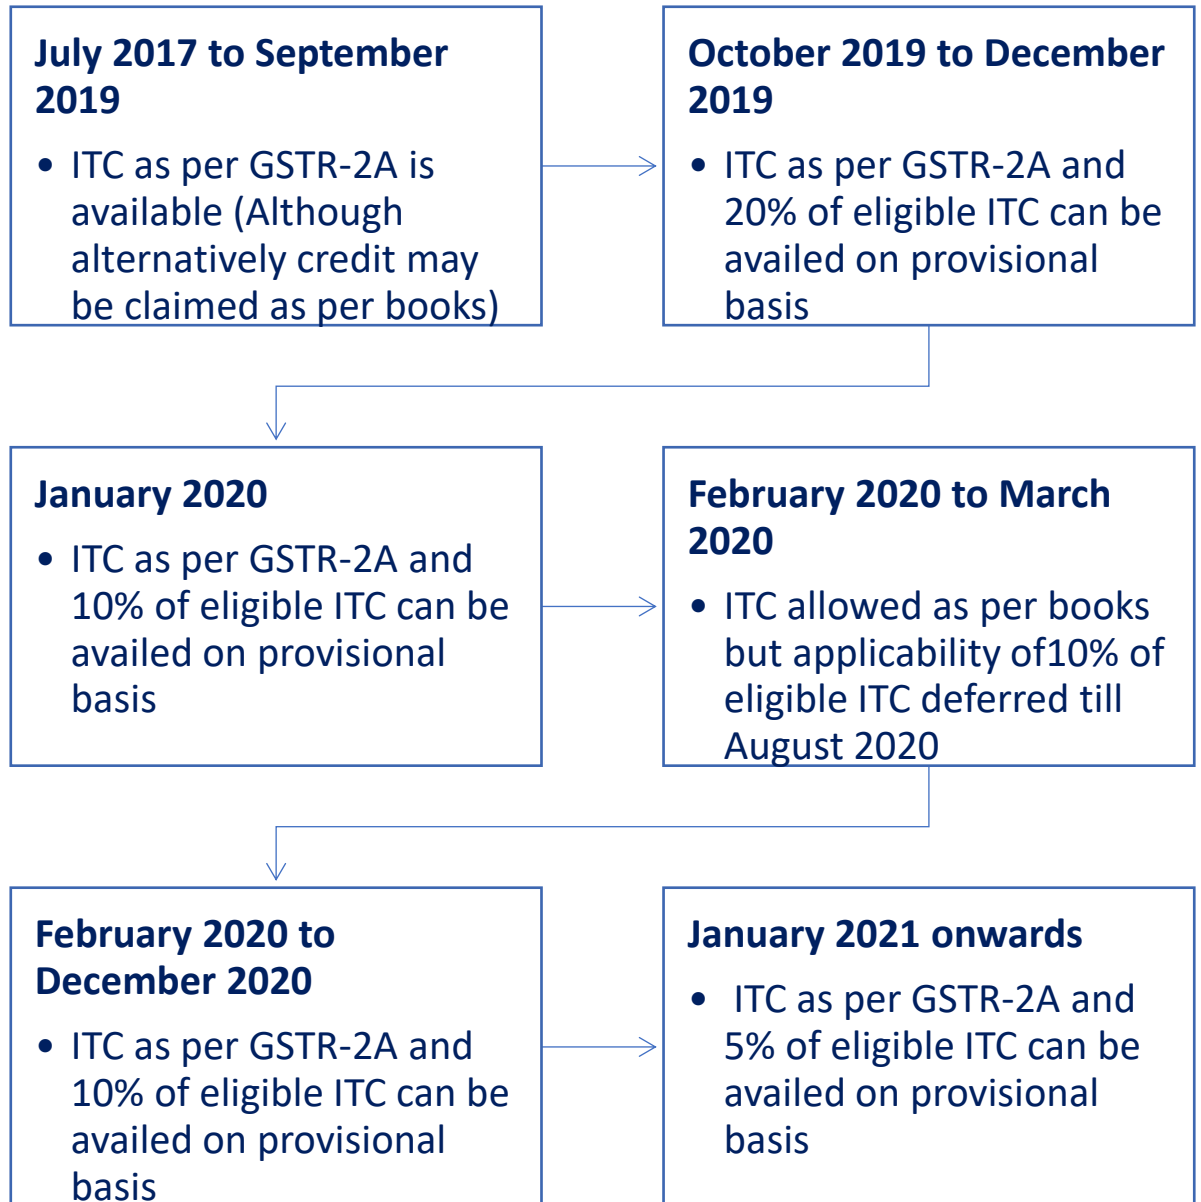 July 2017 to September
2019
• ITC as per GSTR-2A is
available (Although
alternatively credit may
be claimed as per books)
October 2019 to December
2019
• ITC as per GSTR-2A and
20% of eligible ITC can be
availed on provisional
basis
January 2020
• ITC as per GSTR-2A and
10% of eligible ITC can be
availed on provisional
basis
February 2020 to March
2020
• ITC allowed as per books
but applicability of10% of
eligible ITC deferred till
August 2020
February 2020 to
December 2020
• ITC as per GSTR-2A and
10% of eligible ITC can be
availed on provisional
basis
January 2021 onwards
• ITC as per GSTR-2A and
5% of eligible ITC can be
availed on provisional
basis